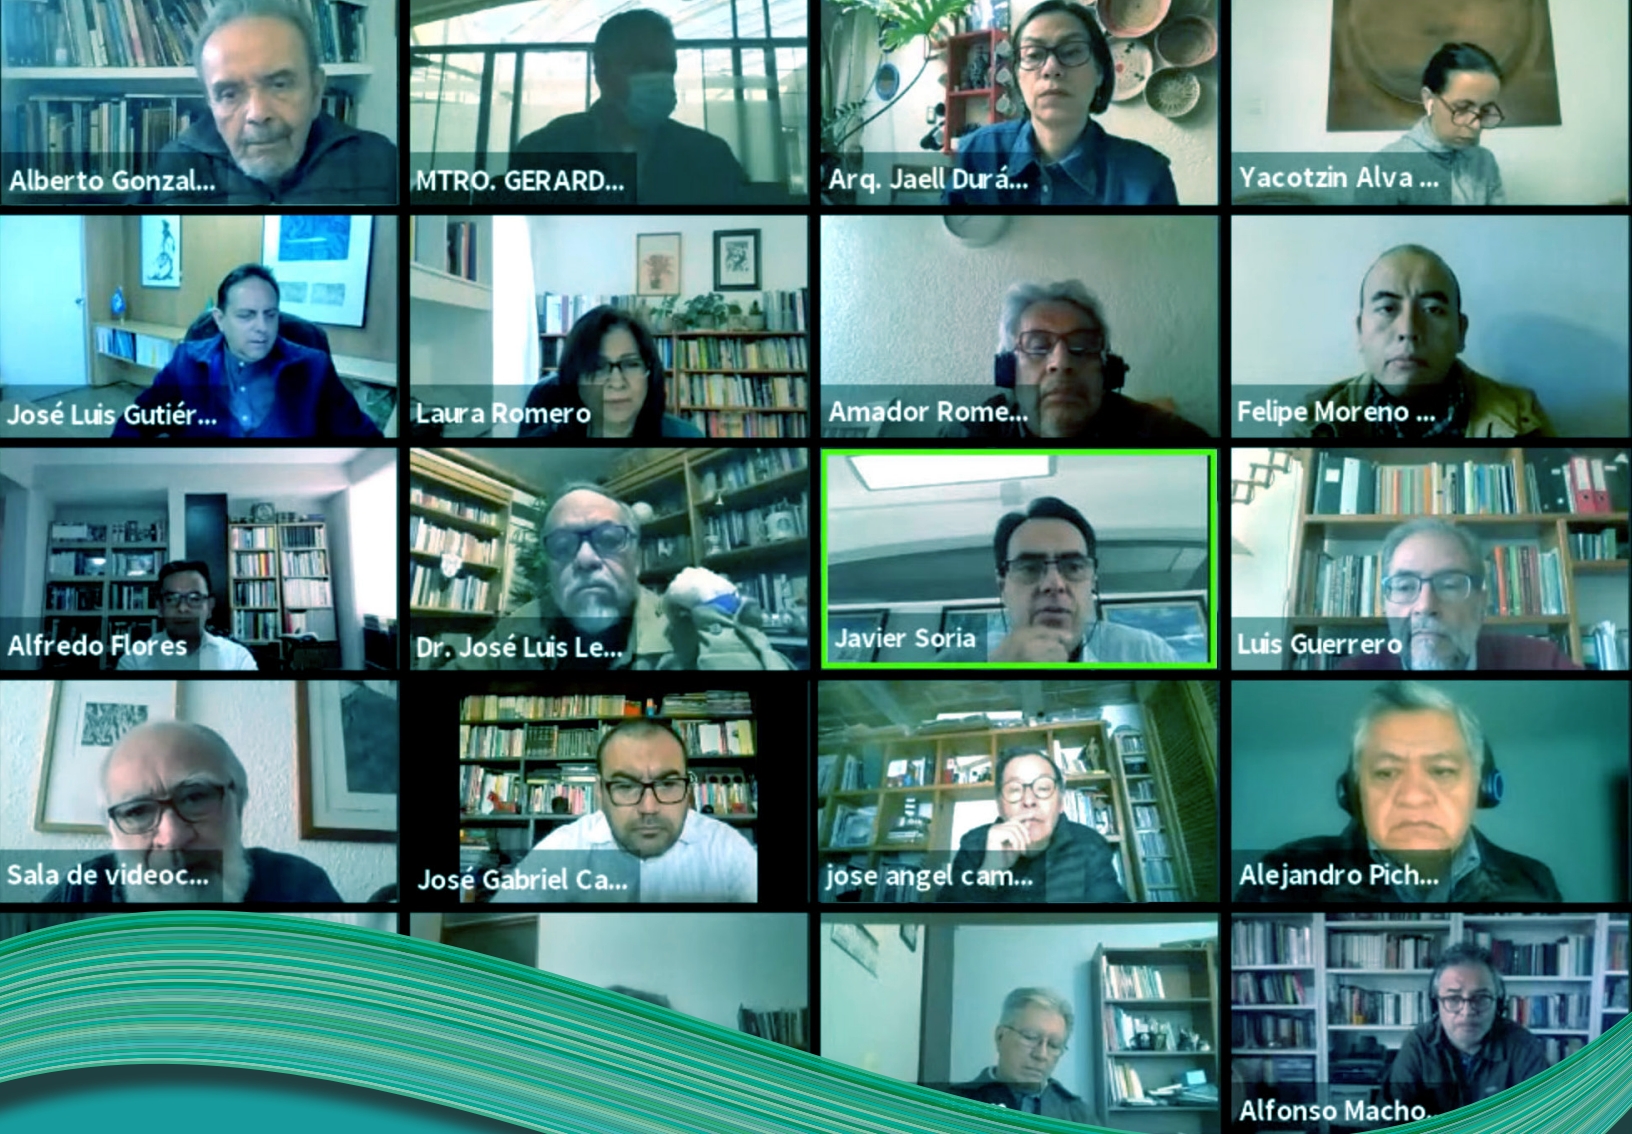 Alberto Gonzal...
MTRO. GERARD...
Arq. Jaell Durá...
Yacotzin Alva ...
José Luis Gutiér...
Laura Romero
Amador Rome...
Felipe Moreno ...
Alfredo Flores
Dr. José Luis Le...
Javier Soria
Luis Guerrero
Sala de videoc...
José Gabriel Ca...
jose angel cam...
Alejandro Pich...
Alfonso Macho...